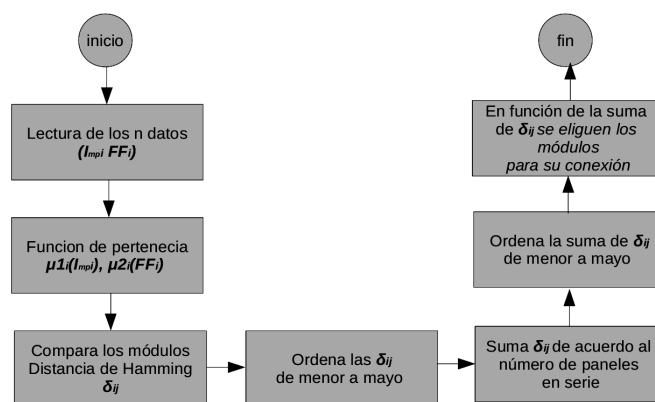 inicio
Lectura de los n datos
(Impi FFi)
Funcion de pertenecia
μ1i(Impi), μ2i(FFi)
Compara los módulos
Distancia de Hamming
δij
Ordena las δij
de menor a mayo
Suma δij de acuerdo al
número de paneles
en serie
Ordena la suma de δij
de menor a mayo
En función de la suma
de δij se eliguen los
módulos
para su conexión
fin